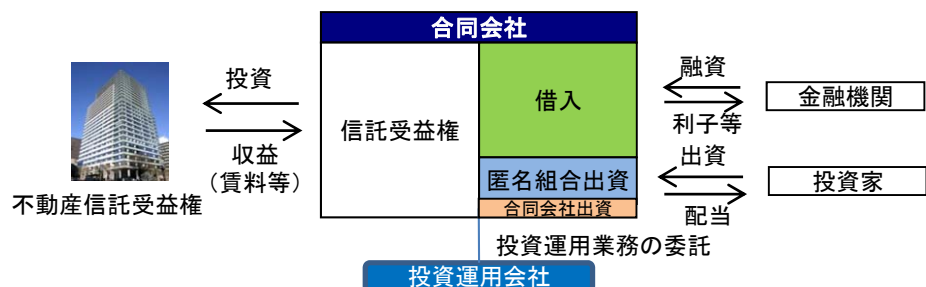 合同会社
投資
収益
（賃料等）
不動産信託受益権
信託受益権
借入
匿名組合出資
合同会社出資
融資
利子等
出資
配当
金融機関
投資家
投資運用業務の委託
投資運用会社